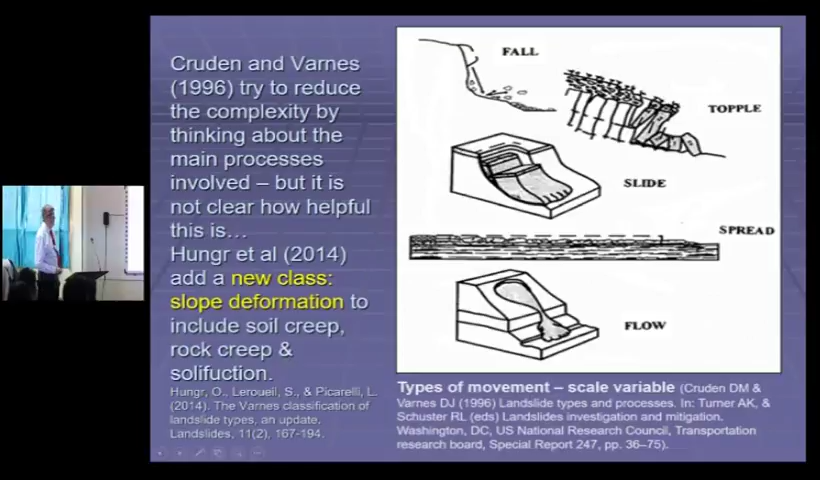 Cruden and Varnes
(1996) try to reduce
the complexity by
thinking about the
main processes
involved – but it is
not clear how helpful
this is…
Hungr et al (2014)
add a new class:
slope deformation to
include soil creep,
rock creep &
solifuction.
Hungr, O., Leroueil, S., & Picarelli, L.
(2014). The Varnes classification of
landslide types, an update.
Landslides, 11(2), 167-194.
FALL
TOPPLE
SLIDE
SPREAD
FLOW
Types of movement – scale variable (Cruden DM &
Varnes DJ (1996) Landslide types and processes. In: Turner AK, &
Schuster RL (eds) Landslides investigation and mitigation.
Washington, DC, US National Research Council, Transportation
research board, Special Report 247, pp. 36–75).